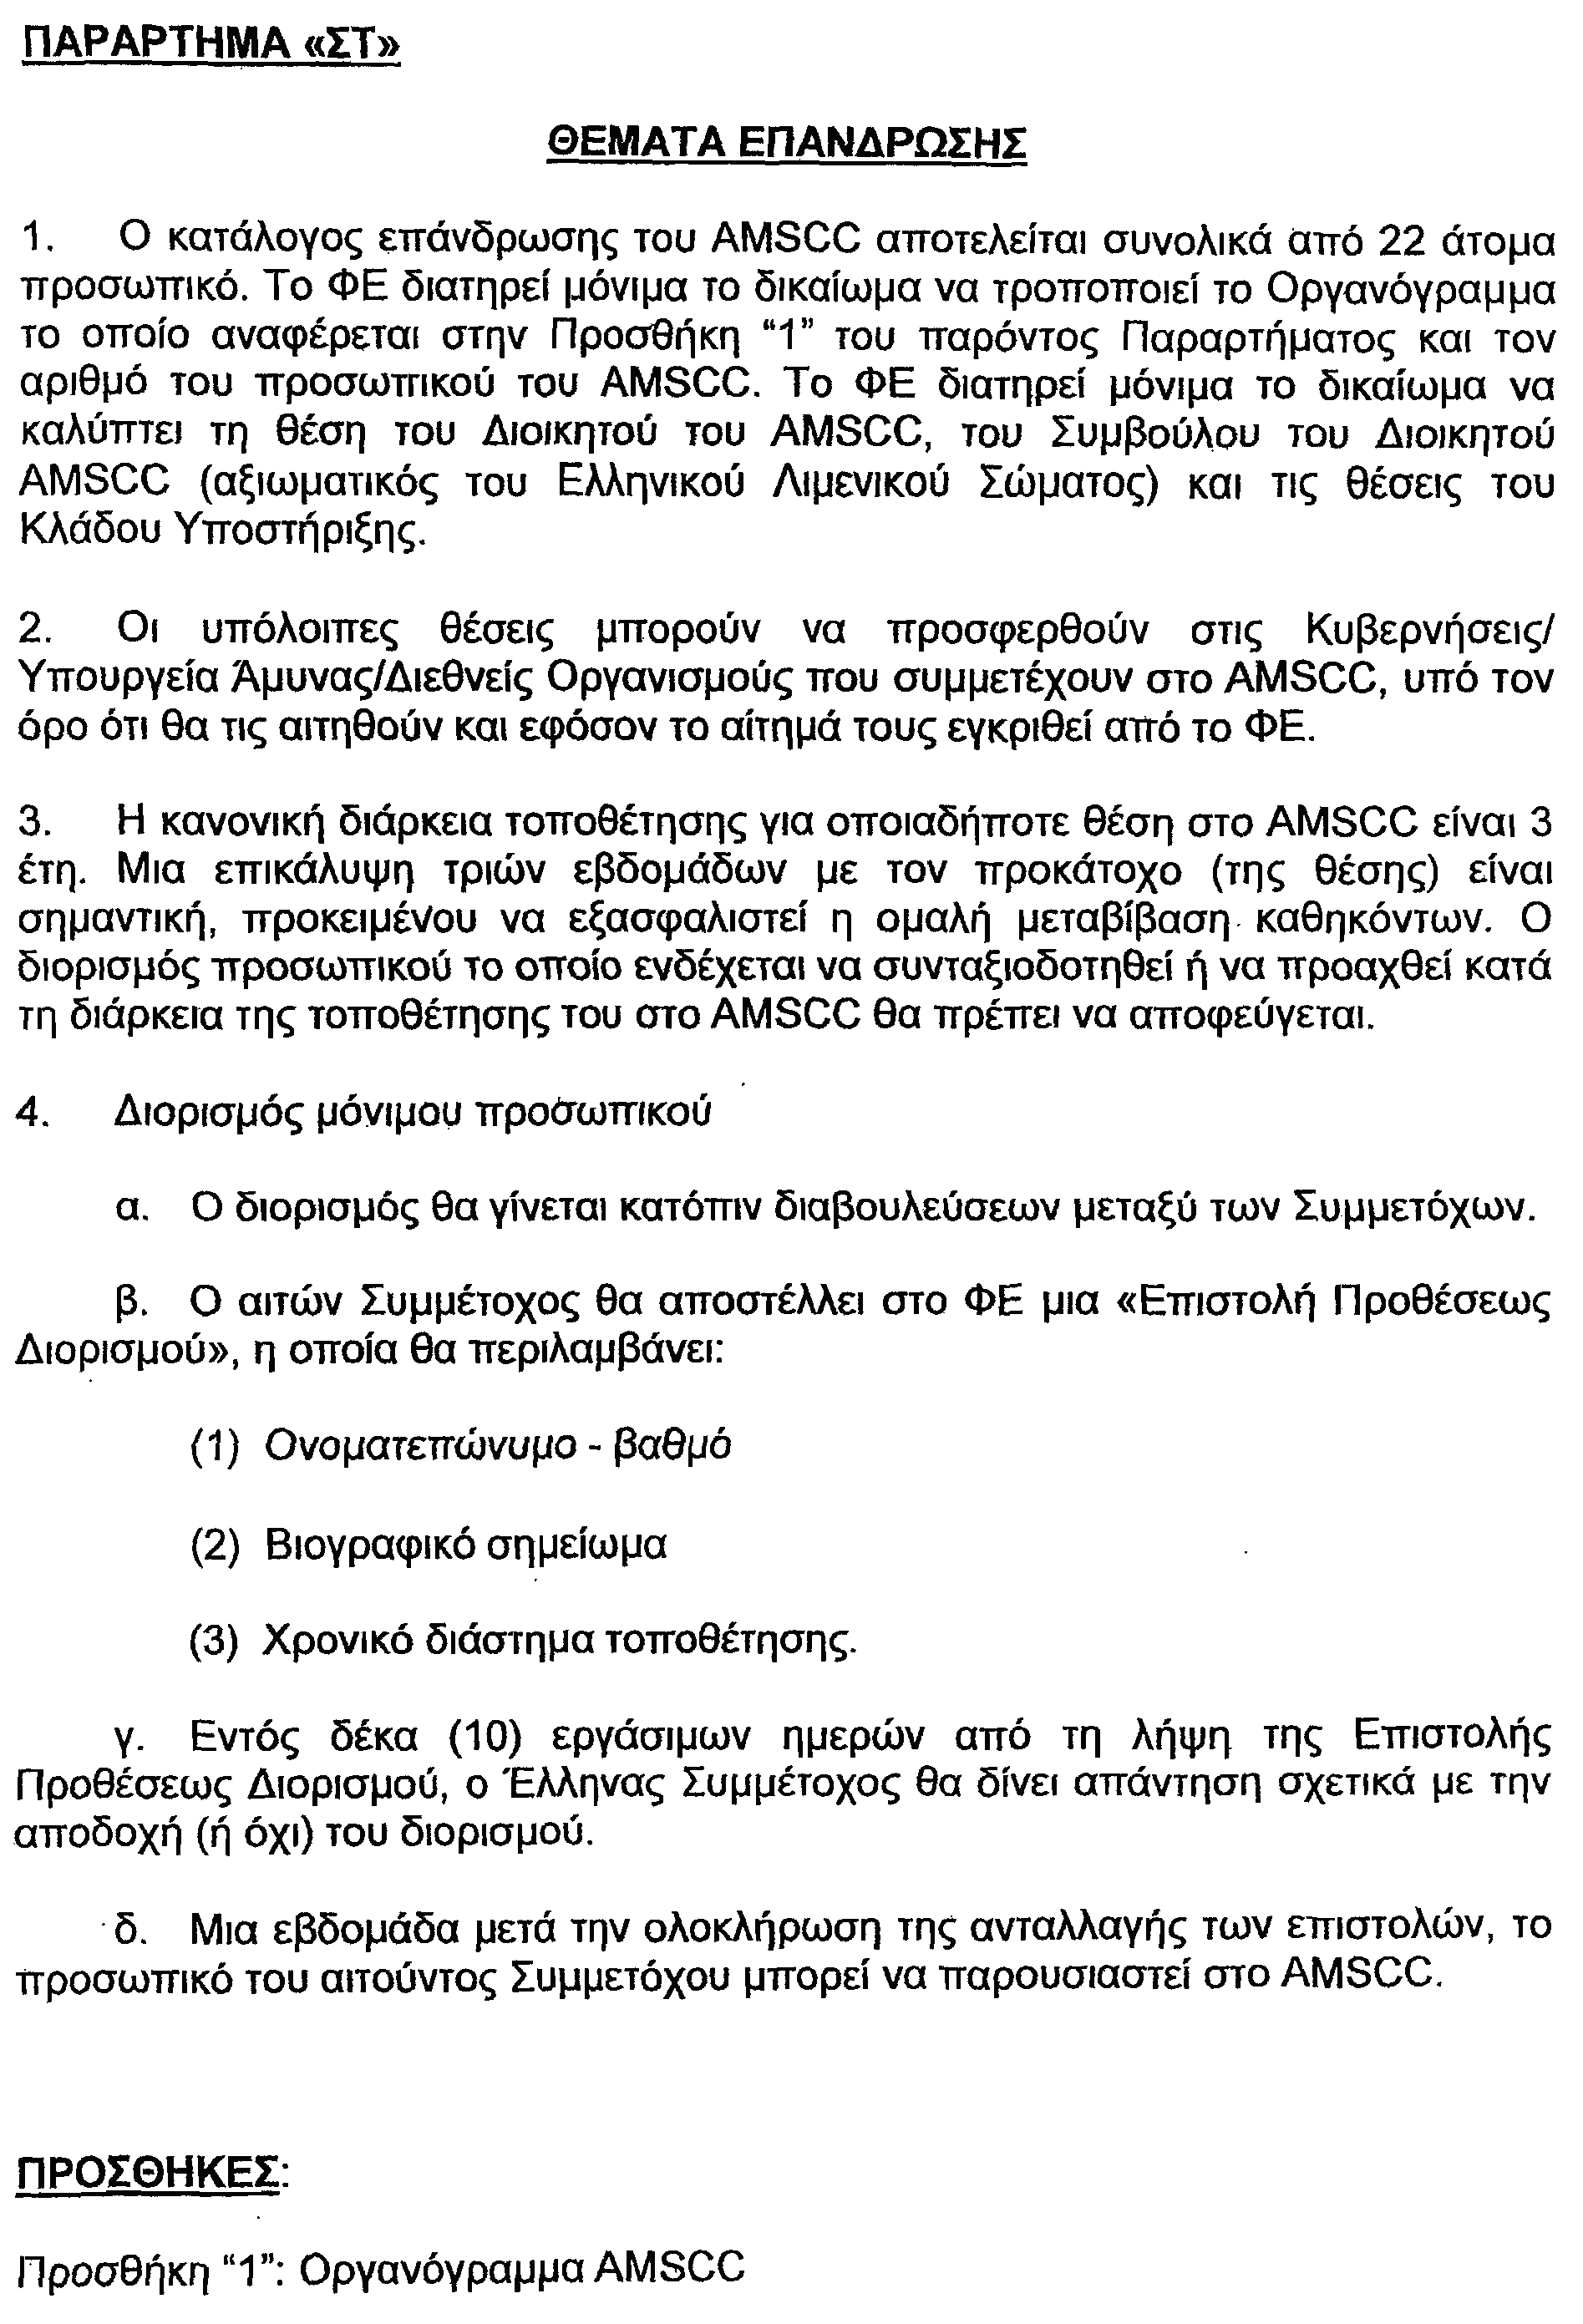 ΠΑΡΑΡΤΗΜΑ «ΣΤ»
ΘΕΜΑΤΑ ΕΠΑΝΔΡΩΣΗΣ
1. Ο κατάλογος επάνδρωσης του AMSCC αποτελείται συνολικά από 22 άτομα
προσωπικό. Το ΦΕ διατηρεί μόνιμα το δικαίωμα να τροποποιεί το Οργανόγραμμα
το οποίο αναφέρεται στην Προσθήκη “1” του παρόντος Παραρτήματος και τον
αριθμό του προσωπικού του AMSCC. Το ΦΕ διατηρεί μόνιμα το δικαίωμα να
καλύπτει τη θέση του Διοικητού του AMSCC, του Συμβούλου του Διοικητού
AMSCC (αξιωματικός του Ελληνικού Λιμενικού Σώματος) και τις θέσεις του
Κλάδου Υποστήριξης.
2. Οι υπόλοιπες θέσεις μπορούν να προσφερθούν στις Κυβερνήσεις/
Υπουργεία Άμυνας/Διεθνείς Οργανισμούς που συμμετέχουν στο AMSCC, υπό τον
όρο ότι θα τις αιτηθούν και εφόσον το αίτημά τους εγκριθεί από το ΦΕ.
3. Η κανονική διάρκεια τοποθέτησης για οποιαδήποτε θέση στο AMSCC είναι 3
έτη. Μια επικάλυψη τριών εβδομάδων με τον προκάτοχο (της θέσης) είναι
σημαντική, προκειμένου να εξασφαλιστεί η ομαλή μεταβίβαση καθηκόντων. Ο
διορισμός προσωπικού το οποίο ενδέχεται να συνταξιοδοτηθεί ή να προαχθεί κατά
τη διάρκεια της τοποθέτησης του στο AMSCC θα πρέπει να αποφεύγεται.
4. Διορισμός μόνιμου προσωπικού
α. Ο διορισμός θα γίνεται κατόπιν διαβουλεύσεων μεταξύ των Συμμετόχων.
β. Ο αιτών Συμμέτοχος θα αποστέλλει στο ΦΕ μια «Επιστολή Προθέσεως
Διορισμού», η οποία θα περιλαμβάνει:
(1) Ονοματεπώνυμο - βαθμό
(2) Βιογραφικό σημείωμα
(3) Χρονικό διάστημα τοποθέτησης.
γ. Εντός δέκα (10) εργάσιμων ημερών από τη λήψη της Επιστολής
Προθέσεως Διορισμού, ο Έλληνας Συμμέτοχος θα δίνει απάντηση σχετικά με την
αποδοχή (ή όχι) του διορισμού.
δ. Μια εβδομάδα μετά την ολοκλήρωση της ανταλλαγής των επιστολών, το
προσωπικό του αιτούντος Συμμετόχου μπορεί να παρουσιαστεί στο AMSCC.
ΠΡΟΣΘΗΚΕΣ:
Προσθήκη “1”: Οργανόγραμμα AMSCC